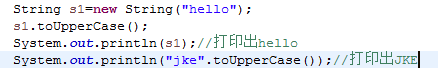 String s1=new String("hello");
s1.toUpperCase();
System.out.println(s1);//打印出hello
System.out.println("jke".toUpperCase());//打印出JKE